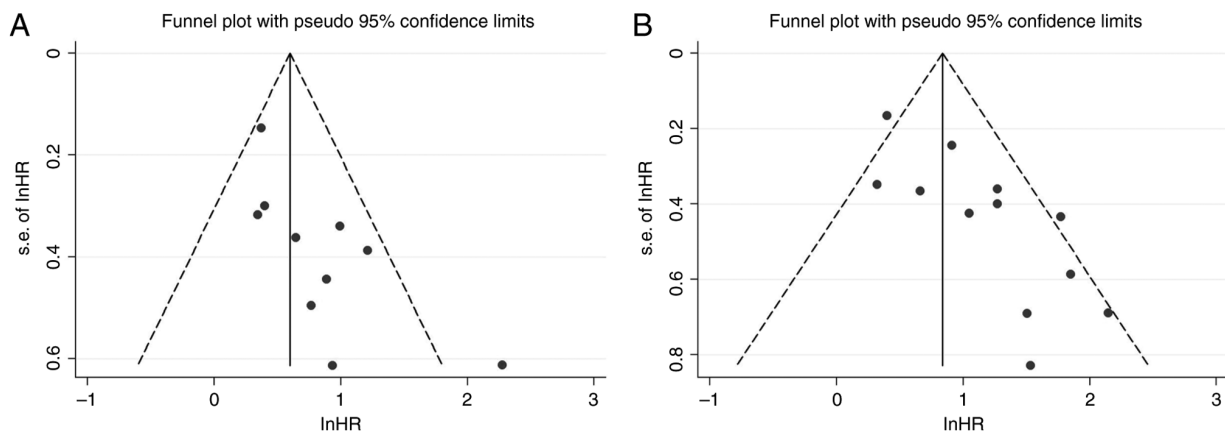 A
Funnel plot with pseudo 95% confidence limits
s.e. of lnHR
0
0.2
0.4
0.6
−1
0
1
2
3
lnHR
B
Funnel plot with pseudo 95% confidence limits
s.e. of lnHR
0
0.2
0.4
0.6
0.8
−1
0
1
2
3
lnHR